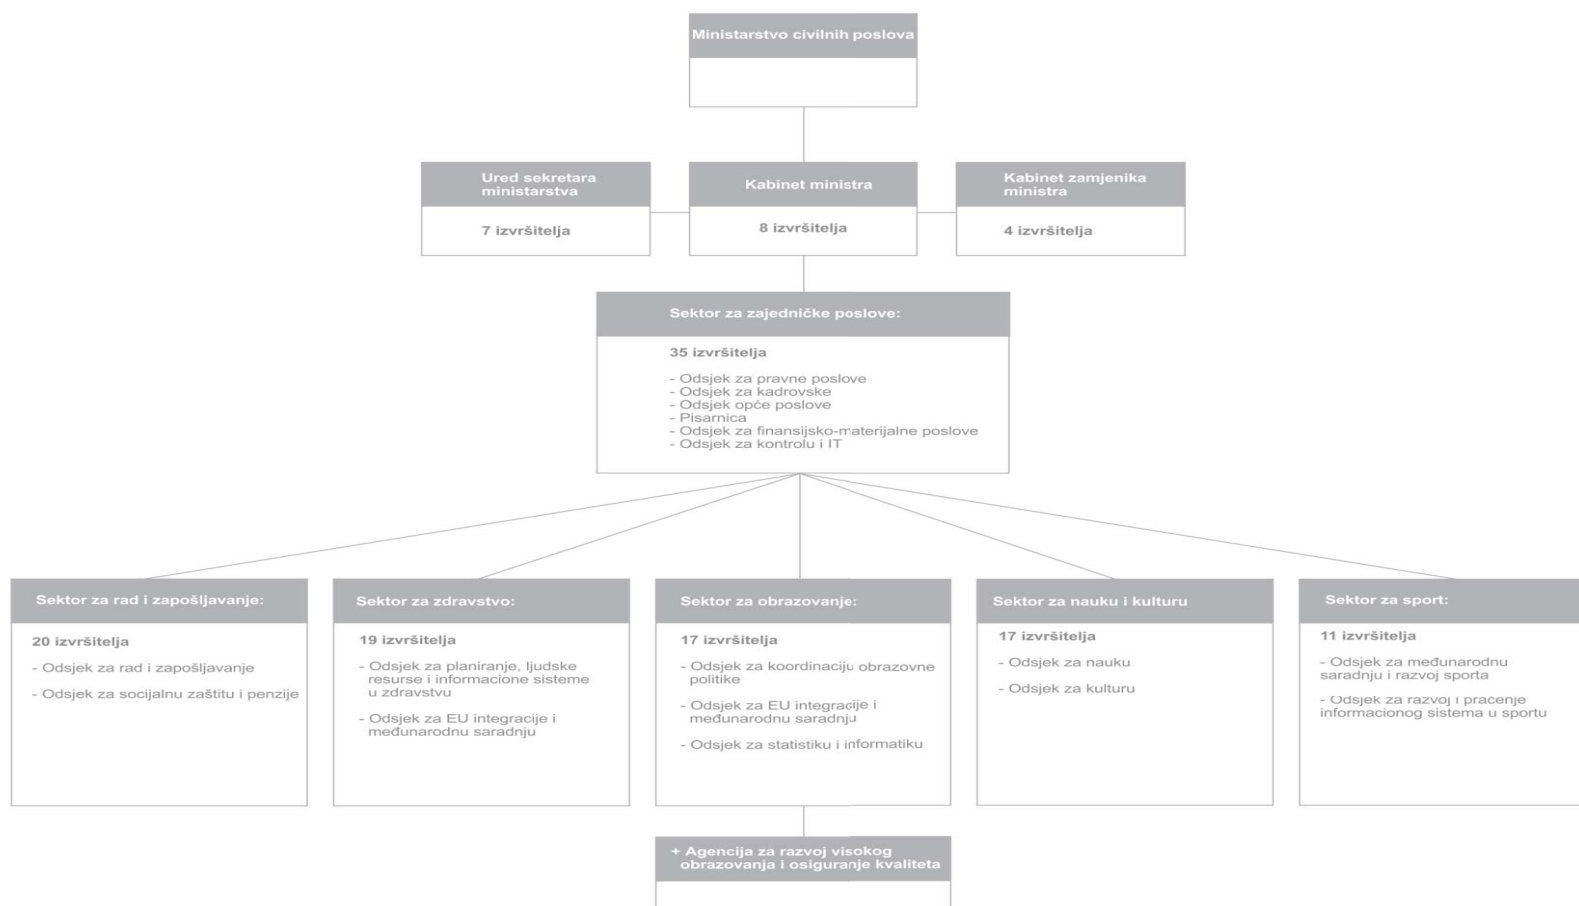 Ministarstvo civilnih poslova
Ured sekretara
ministarstva
7 izvršitelja
Kabinet ministra
8 izvršitelja
Kabinet zamjenika
ministra
4 izvršitelja
Sektor za zajedničke poslove:
35 izvršitelja
- Odsjek za pravne poslove
- Odsjek za kadrovske
- Odsjek opće poslove
- Pisarnica
- Odsjek za finansijsko-materijalne poslove
- Odsjek za kontrolu i IT
Sektor za rad i zapošljavanje:
20 izvršitelja
- Odsjek za rad i zapošljavanje
- Odsjek za socijalnu zaštitu i penzije
Sektor za zdravstvo:
19 izvršitelja
- Odsjek za planiranje, ljudske
resurse i informacione sisteme
u zdravstvu
- Odsjek za EU integracije i
međunarodnu saradnju
Sektor za obrazovanje:
17 izvršitelja
- Odsjek za koordinaciju obrazovne
politike
- Odsjek za EU integracije i
međunarodnu saradnju
- Odsjek za statistiku i informatiku
Sektor za nauku i kulturu
17 izvršitelja
- Odsjek za nauku
- Odsjek za kulturu
Sektor za sport:
11 izvršitelja
- Odsjek za međunarodnu
saradnju i razvoj sporta
- Odsjek za razvoj i praćenje
informacionog sistema u sportu
+ Agencija za razvoj visokog
obrazovanja i osiguranje kvaliteta